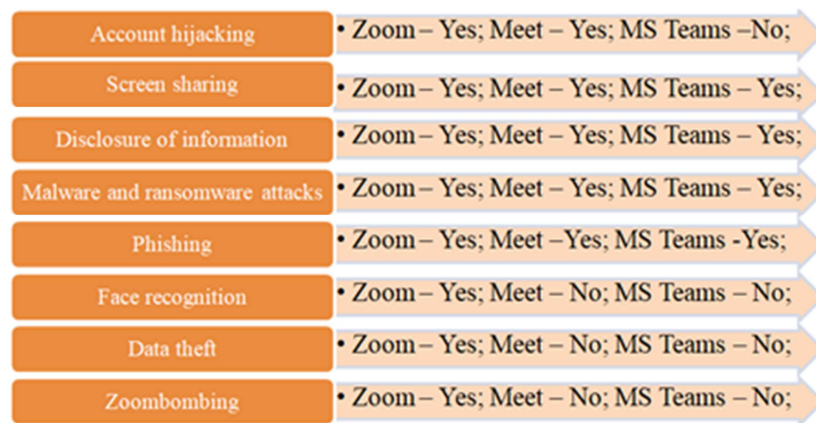 Account hijacking • Zoom – Yes; Meet – Yes; MS Teams –No;
Screen sharing • Zoom – Yes; Meet – Yes; MS Teams – Yes;
Disclosure of information • Zoom – Yes; Meet – Yes; MS Teams – Yes;
Malware and ransomware attacks • Zoom – Yes; Meet – Yes; MS Teams – Yes;
Phishing • Zoom – Yes; Meet –Yes; MS Teams -Yes;
Face recognition • Zoom – Yes; Meet – No; MS Teams – No;
Data theft • Zoom – Yes; Meet – No; MS Teams – No;
Zoombombing • Zoom – Yes; Meet – No; MS Teams – No;